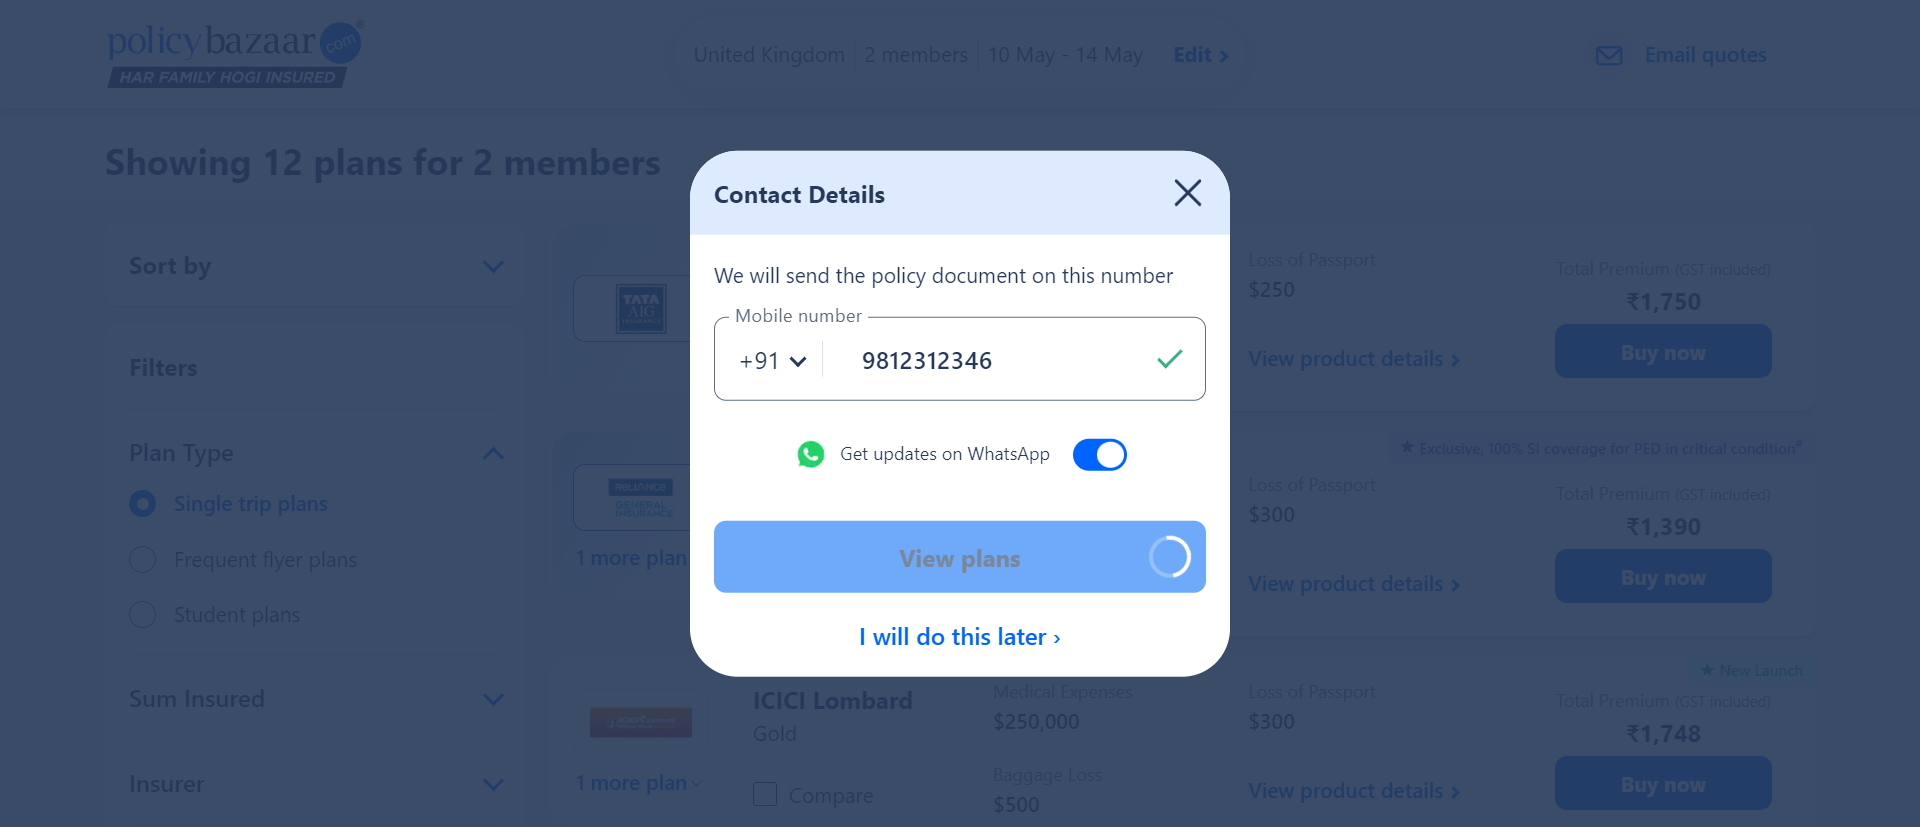 policybazaar com ®
HAR FAMILY HOGI INSURED
United Kingdom 2 members 10 May - 14 May Edit ›
Email quotes
Showing 12 plans for 2 members
Sort by
Filters
Plan Type
Single trip plans
Frequent flyer plans
Student plans
Sum Insured
Insurer
TATA
AIG
INSURANCE
Loss of Passport
$250
View product details ›
Total Premium (GST included)
₹1,750
Buy now
Contact Details
We will send the policy document on this number
Mobile number
+91 9812312346
Get updates on WhatsApp
View plans
I will do this later ›
★ Exclusive, 100% SI coverage for PED in critical condition#
RELIANCE
GENERAL
INSURANCE
1 more plan
Loss of Passport
$300
View product details ›
Total Premium (GST included)
₹1,390
Buy now
★ New Launch
1 more plan
ICICI Lombard
Gold
Compare
Medical Expenses
$250,000
Baggage Loss
$500
Loss of Passport
$300
View product details ›
Total Premium (GST included)
₹1,748
Buy now